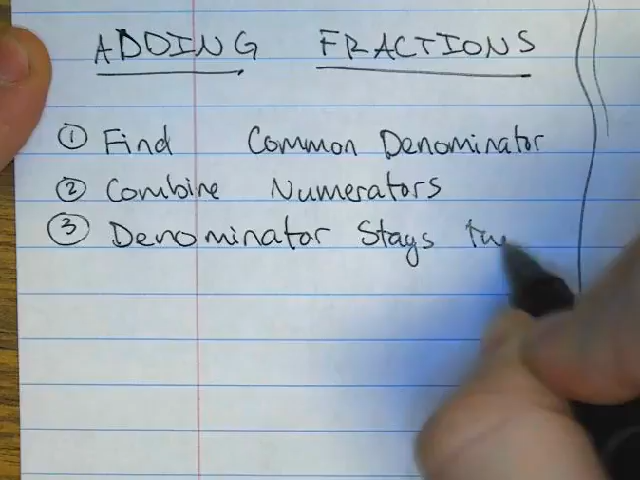 ADDING FRACTIONS
① Find Common Denominator
② Combine Numerators
③ Denominator Stays